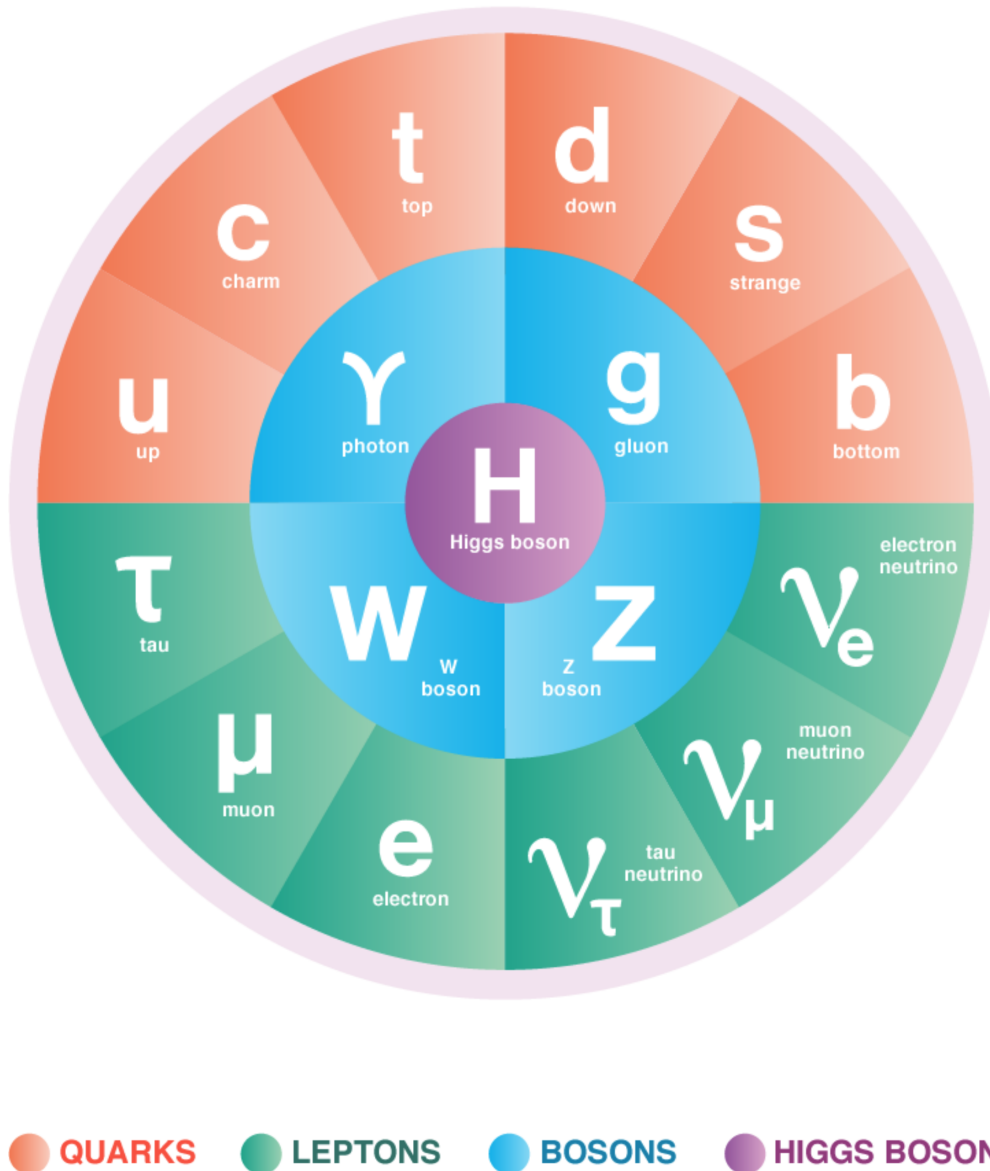 t
top
d
down
c
charm
s
strange
u
up
γ
photon
g
gluon
b
bottom
H
Higgs boson
τ
tau
W
W
boson
Z
Z
boson
electron
neutrino
νe
μ
muon
muon
neutrino
νμ
e
electron
tau
neutrino
ντ
QUARKS
LEPTONS
BOSONS
HIGGS BOSON